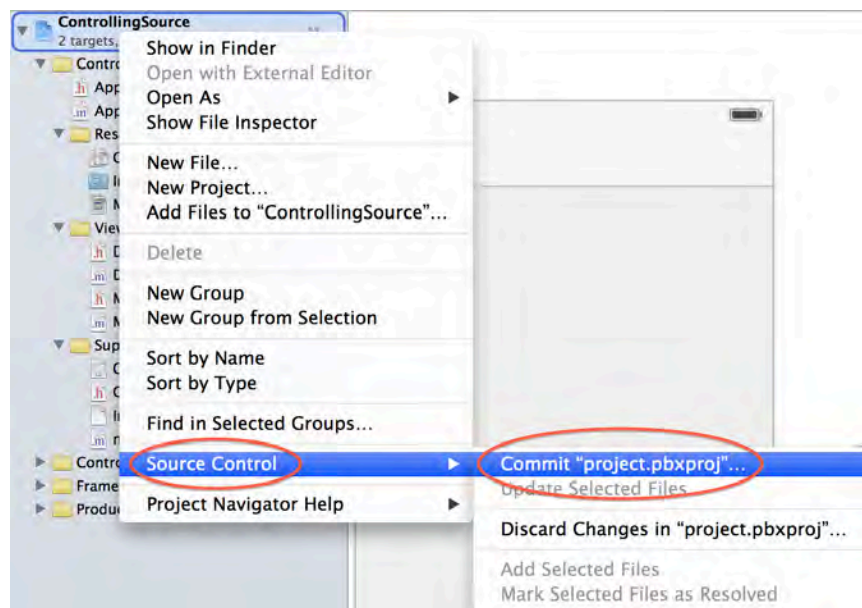 ControllingSource
2 targets,
M
Show in Finder
Open with External Editor
Open As
Show File Inspector
New File...
New Project...
Add Files to “ControllingSource”...
Delete
New Group
New Group from Selection
Sort by Name
Sort by Type
Find in Selected Groups...
Source Control
Project Navigator Help
Contro
h App
.m App
Res
C
I
M
View
h D
.m D
h M
.m M
Sup
C
h C
I
.m m
Contro
Frame
Produ
Commit “project.pbxproj”...
Update Selected Files
Discard Changes in “project.pbxproj”...
Add Selected Files
Mark Selected Files as Resolved